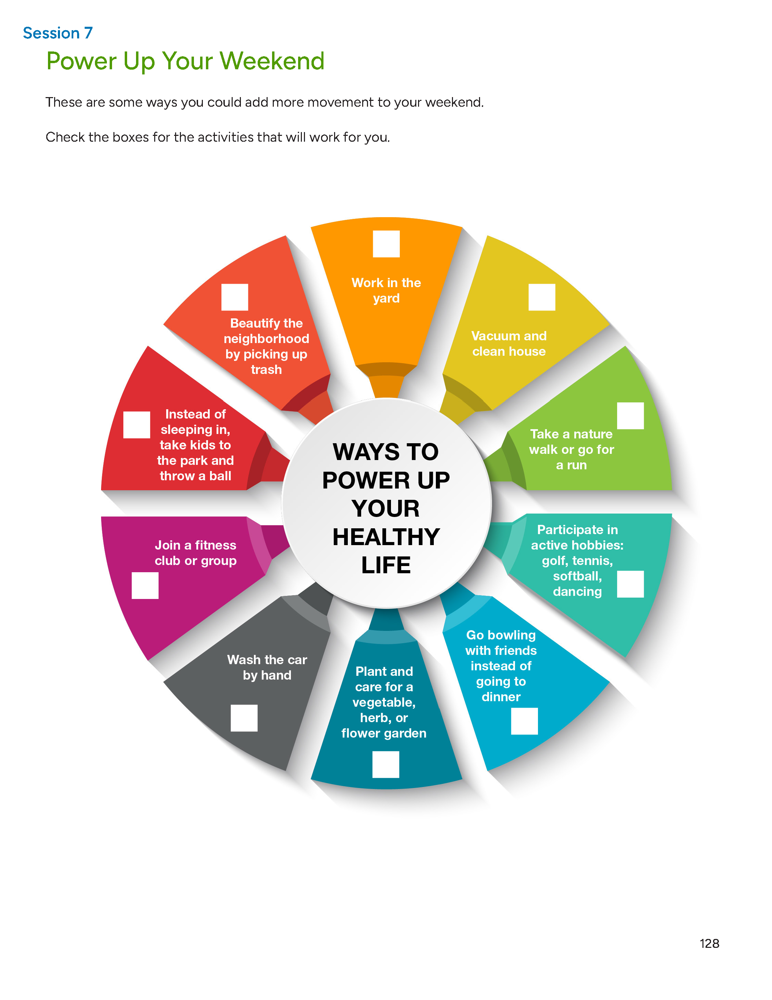 Session 7
Power Up Your Weekend
These are some ways you could add more movement to your weekend.
Check the boxes for the activities that will work for you.
Work in the
yard
Vacuum and
clean house
Take a nature
walk or go for
a run
Participate in
active hobbies:
golf, tennis,
softball,
dancing
Go bowling
with friends
instead of
going to
dinner
Plant and
care for a
vegetable,
herb, or
flower garden
Wash the car
by hand
Join a fitness
club or group
Instead of
sleeping in,
take kids to
the park and
throw a ball
Beautify the
neighborhood
by picking up
trash
WAYS TO
POWER UP
YOUR
HEALTHY
LIFE
128